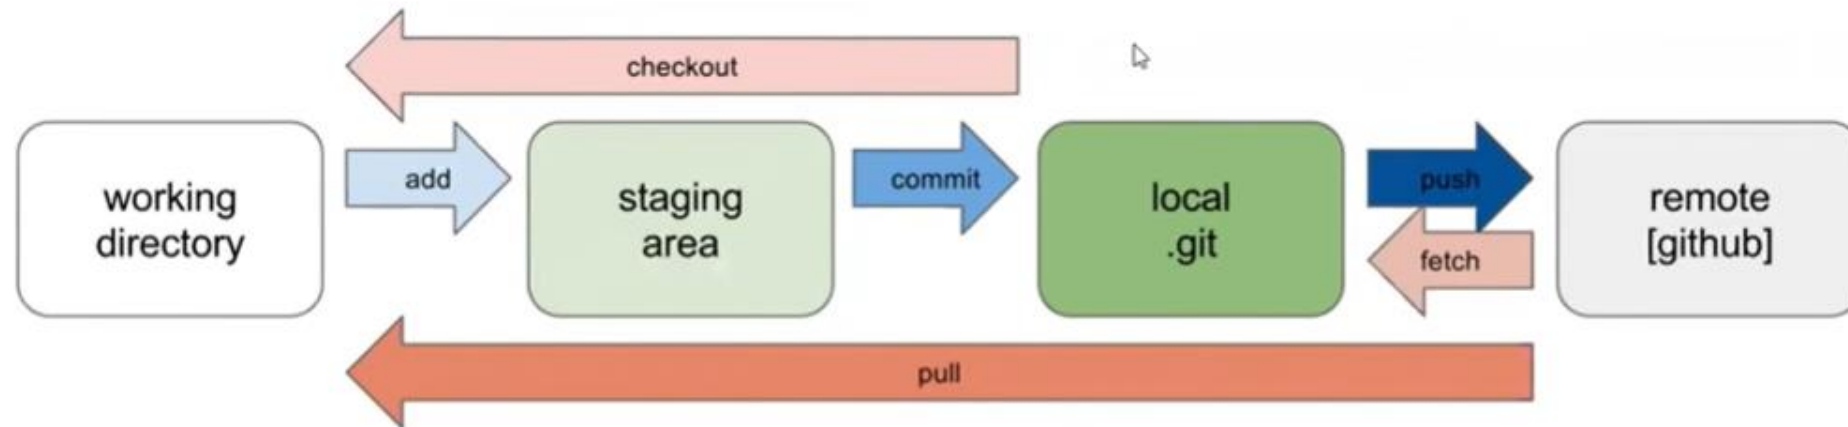 checkout
working
directory
add
staging
area
commit
local
.git
push
fetch
remote
[github]
pull